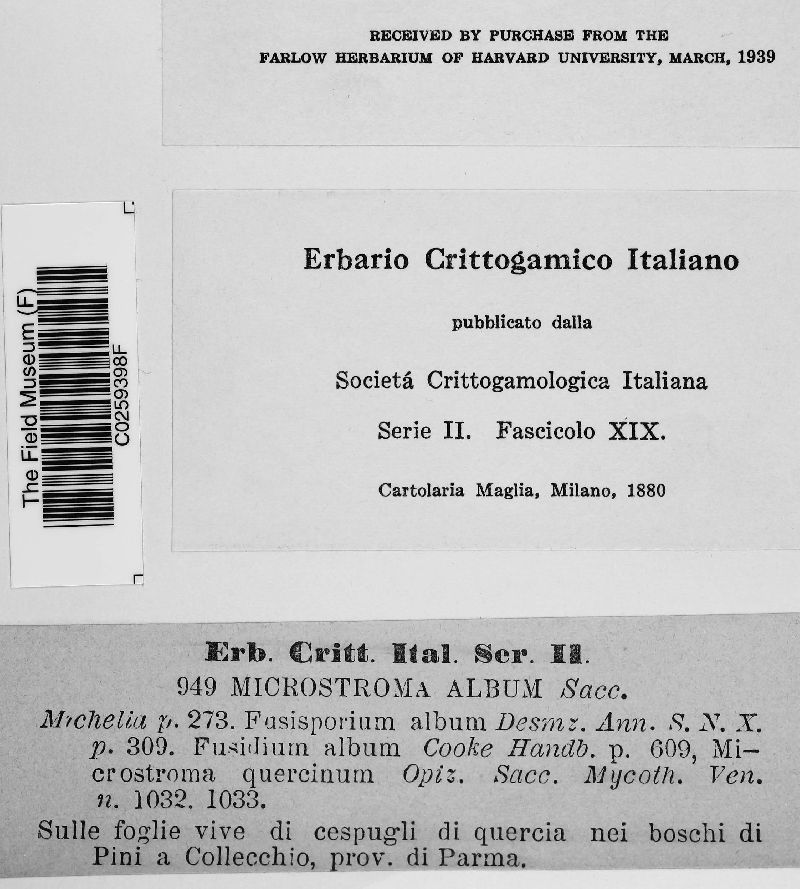 RECEIVED BY PURCHASE FROM THE
FARLOW HERBARIUM OF HARVARD UNIVERSITY, MARCH, 1939
The Field Museum (F)
C0259398F
Erbario Crittogamico Italiano
pubblicato dalla
Societá Crittogamologica Italiana
Serie II. Fascicolo XIX.
Cartolaria Maglia, Milano, 1880
Erb. Critt. Ital. Ser. II.
949 MICROSTROMA ALBUM Sacc.
Michelia p. 273. Fusisporium album Desmz. Ann. S. N. X.
p. 309. Fusidium album Cooke Handb. p. 609, Mi-
crostroma quercinum Opiz. Sacc. Mycoth. Ven.
n. 1032. 1033.
Sulle foglie vive di cespugli di quercia nei boschi di
Pini a Collecchio, prov. di Parma.